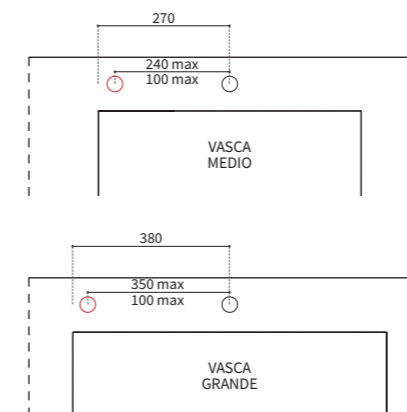 270
240 max
100 max
VASCA
MEDIO
380
350 max
100 max
VASCA
GRANDE